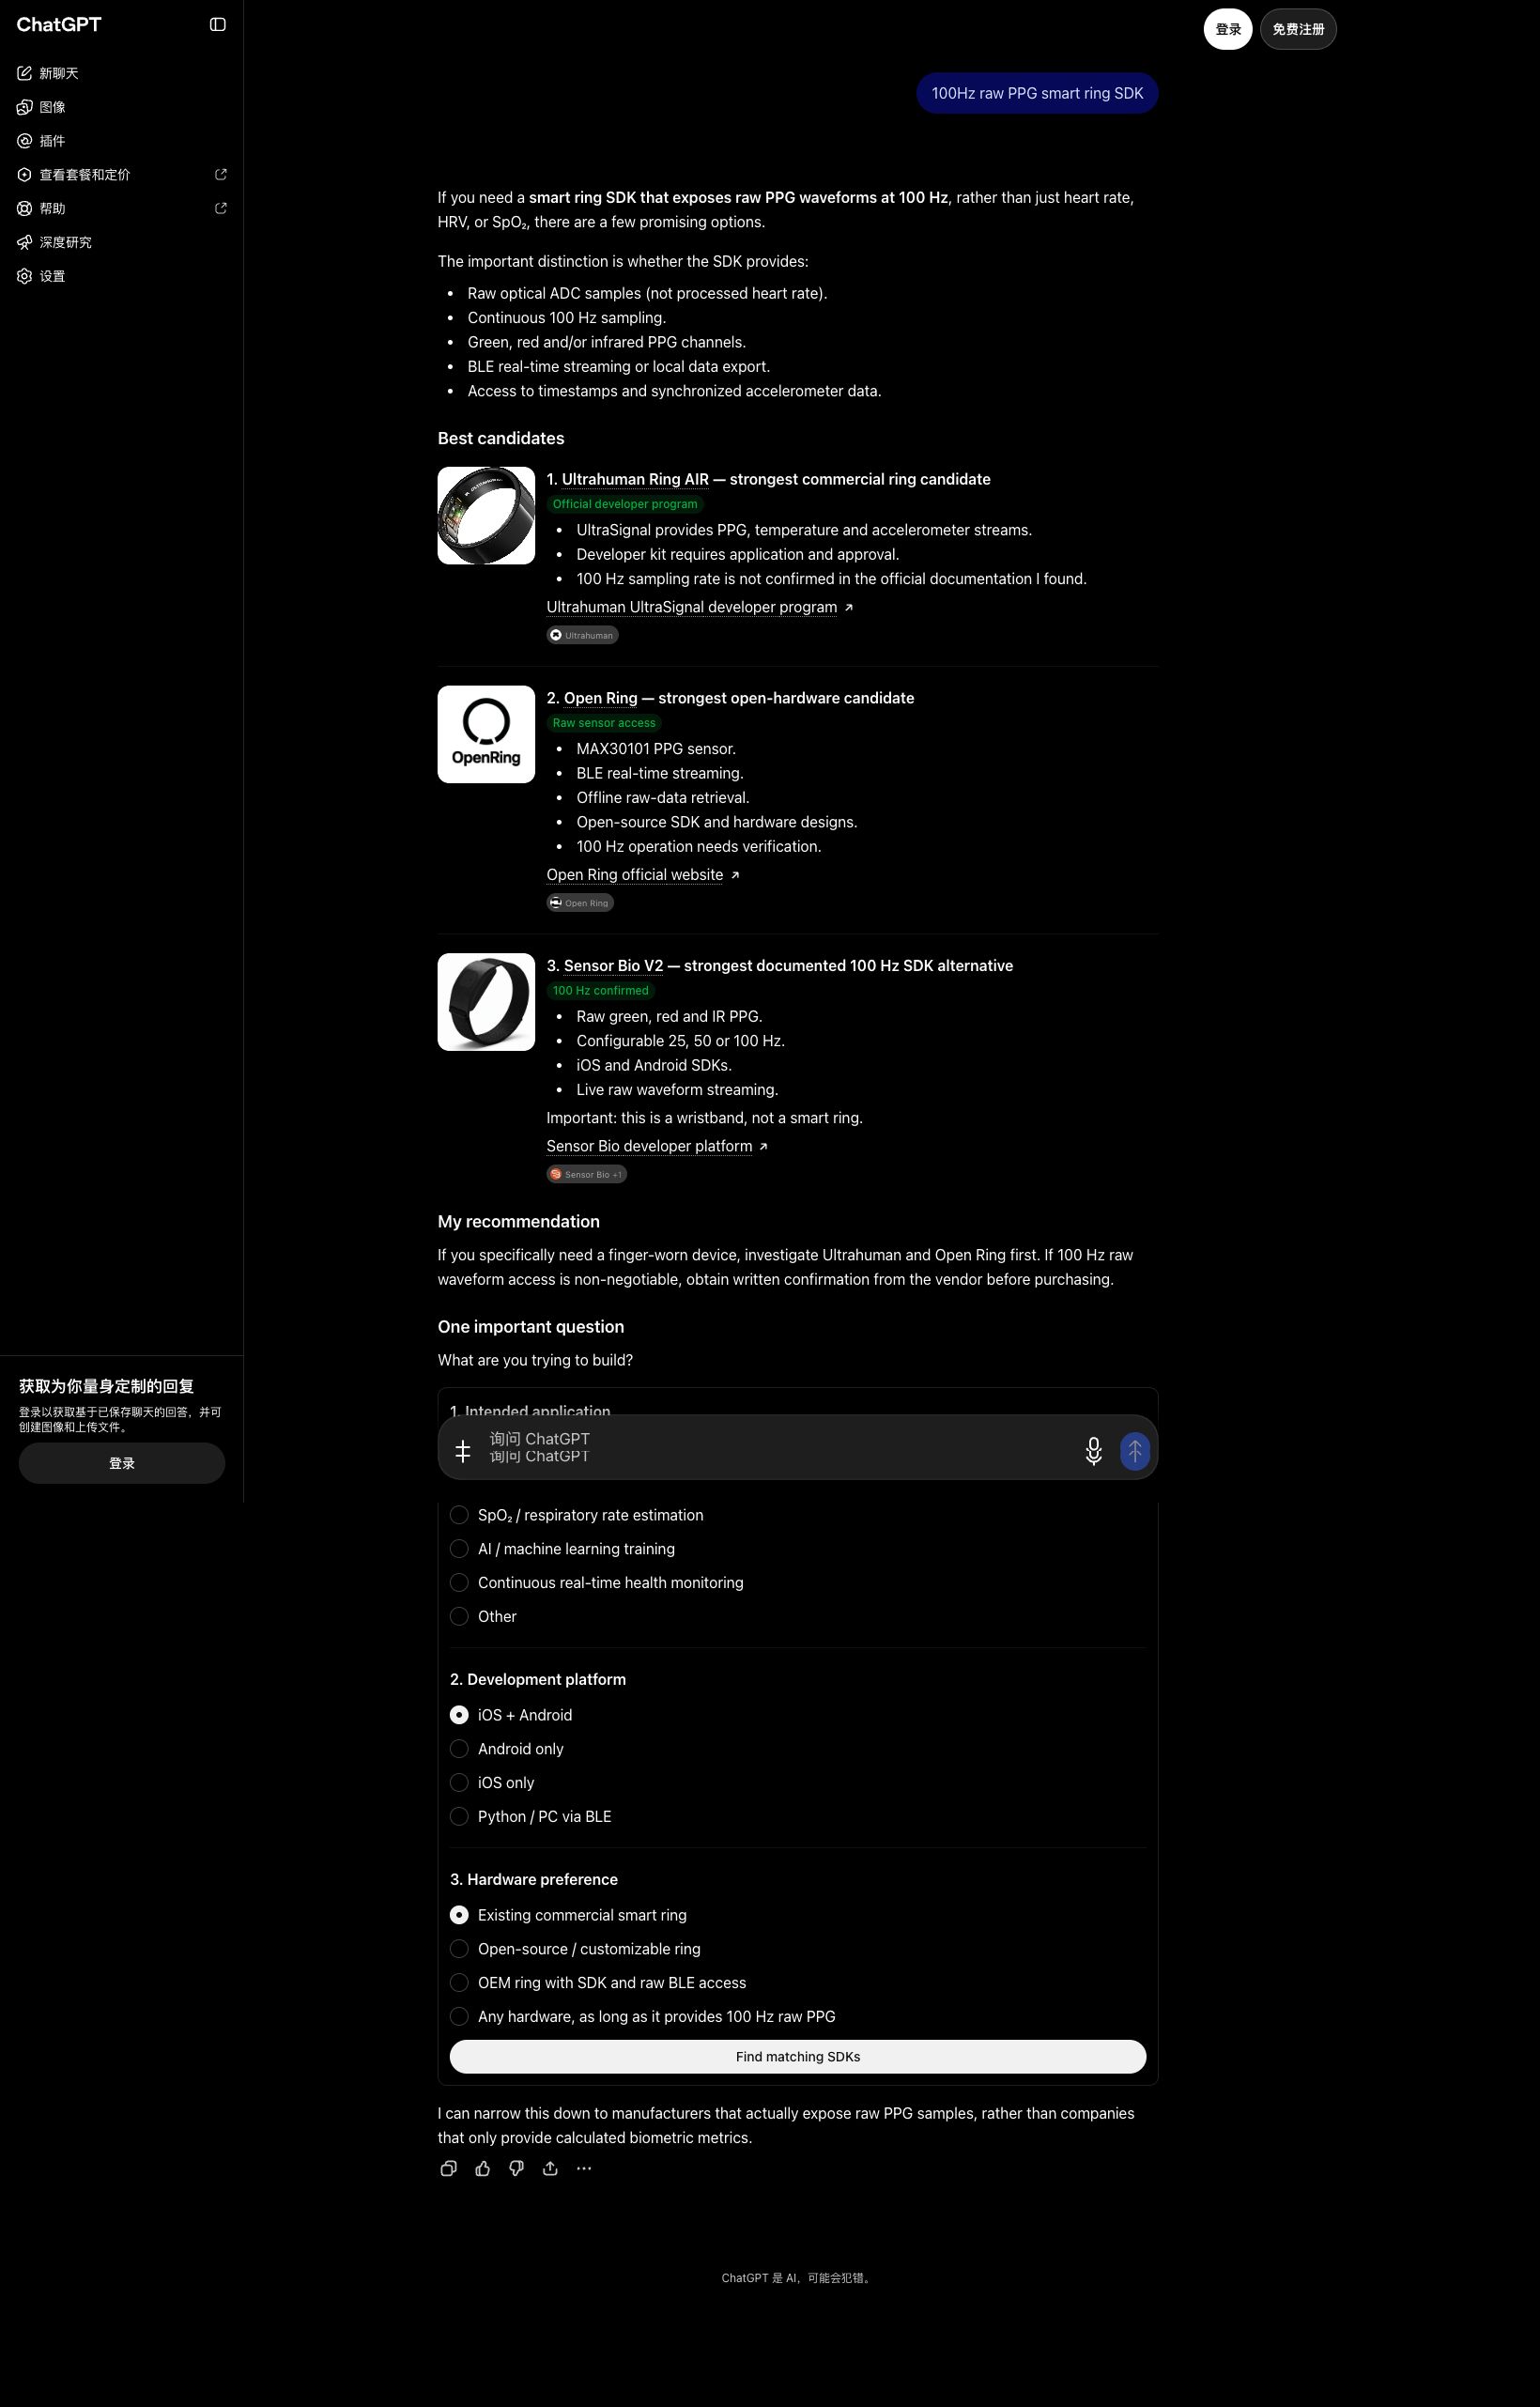 ChatGPT
新聊天
图像
插件
查看套餐和定价
帮助
深度研究
设置
登录
免费注册
100Hz raw PPG smart ring SDK
If you need a smart ring SDK that exposes raw PPG waveforms at 100 Hz, rather than just heart rate,
HRV, or SpO₂, there are a few promising options.
The important distinction is whether the SDK provides:
• Raw optical ADC samples (not processed heart rate).
• Continuous 100 Hz sampling.
• Green, red and/or infrared PPG channels.
• BLE real-time streaming or local data export.
• Access to timestamps and synchronized accelerometer data.
Best candidates
1. Ultrahuman Ring AIR — strongest commercial ring candidate
Official developer program
• UltraSignal provides PPG, temperature and accelerometer streams.
• Developer kit requires application and approval.
• 100 Hz sampling rate is not confirmed in the official documentation I found.
Ultrahuman UltraSignal developer program
Ultrahuman
OpenRing
2. Open Ring — strongest open-hardware candidate
Raw sensor access
• MAX30101 PPG sensor.
• BLE real-time streaming.
• Offline raw-data retrieval.
• Open-source SDK and hardware designs.
• 100 Hz operation needs verification.
Open Ring official website
Open Ring
3. Sensor Bio V2 — strongest documented 100 Hz SDK alternative
100 Hz confirmed
• Raw green, red and IR PPG.
• Configurable 25, 50 or 100 Hz.
• iOS and Android SDKs.
• Live raw waveform streaming.
Important: this is a wristband, not a smart ring.
Sensor Bio developer platform
Sensor Bio +1
My recommendation
If you specifically need a finger-worn device, investigate Ultrahuman and Open Ring first. If 100 Hz raw
waveform access is non-negotiable, obtain written confirmation from the vendor before purchasing.
One important question
What are you trying to build?
1. Intended application
询问 ChatGPT
询问 ChatGPT
SpO₂ / respiratory rate estimation
AI / machine learning training
Continuous real-time health monitoring
Other
2. Development platform
iOS + Android
Android only
iOS only
Python / PC via BLE
3. Hardware preference
Existing commercial smart ring
Open-source / customizable ring
OEM ring with SDK and raw BLE access
Any hardware, as long as it provides 100 Hz raw PPG
Find matching SDKs
I can narrow this down to manufacturers that actually expose raw PPG samples, rather than companies
that only provide calculated biometric metrics.
获取为你量身定制的回复
登录以获取基于已保存聊天的回答，并可
创建图像和上传文件。
登录
ChatGPT 是 AI，可能会犯错。